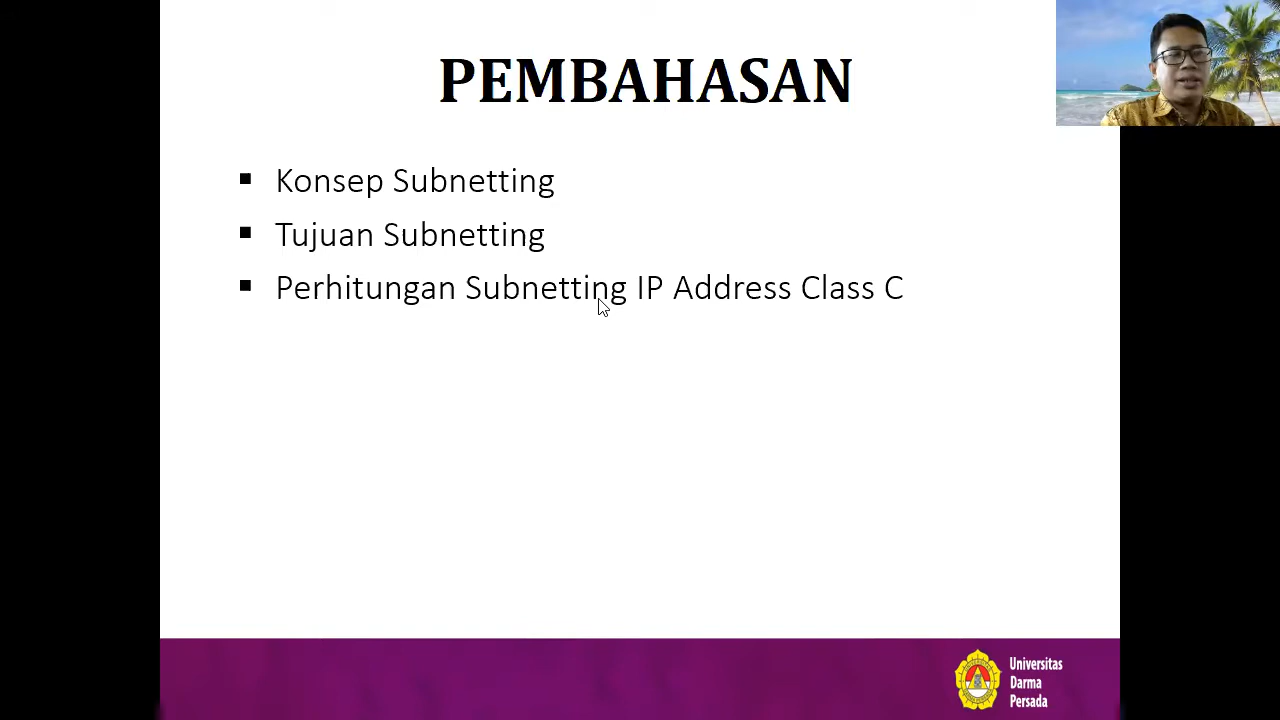 PEMBAHASAN
Konsep Subnetting
Tujuan Subnetting
Perhitungan Subnetting IP Address Class C
Universitas
Darma
Persada